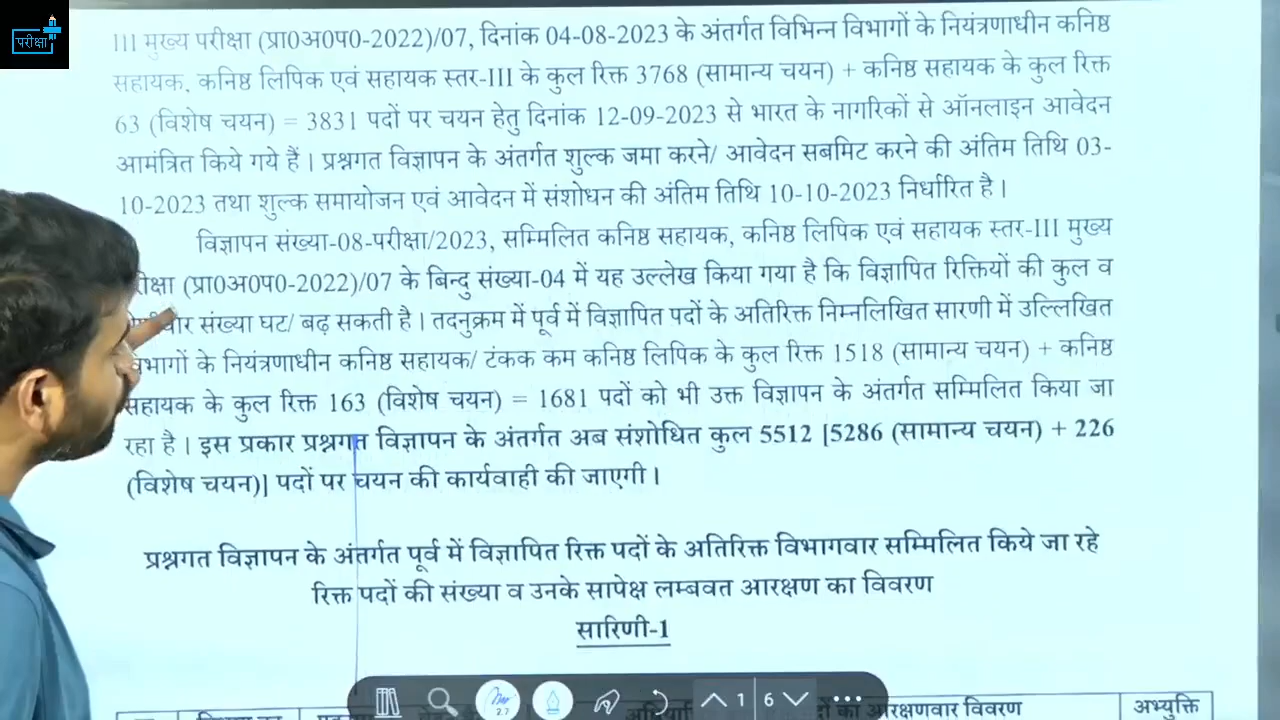 परीक्षा
III मुख्य परीक्षा (प्रा0अ0प0-2022)/07, दिनांक 04-08-2023 के अंतर्गत विभिन्न विभागों के नियंत्रणाधीन कनिष्ठ
सहायक, कनिष्ठ लिपिक एवं सहायक स्तर-III के कुल रिक्त 3768 (सामान्य चयन) + कनिष्ठ सहायक के कुल रिक्त
63 (विशेष चयन) = 3831 पदों पर चयन हेतु दिनांक 12-09-2023 से भारत के नागरिकों से ऑनलाइन आवेदन
आमंत्रित किये गये हैं। प्रश्नगत विज्ञापन के अंतर्गत शुल्क जमा करने/ आवेदन सबमिट करने की अंतिम तिथि 03-
10-2023 तथा शुल्क समायोजन एवं आवेदन में संशोधन की अंतिम तिथि 10-10-2023 निर्धारित है।
विज्ञापन संख्या-08-परीक्षा/2023, सम्मिलित कनिष्ठ सहायक, कनिष्ठ लिपिक एवं सहायक स्तर-III मुख्य
(प्रा0अ0प0-2022)/07 के बिन्दु संख्या-04 में यह उल्लेख किया गया है कि विज्ञापित रिक्तियों की कुल व
संख्या घट/ बढ़ सकती है। तदनुक्रम में पूर्व में विज्ञापित पदों के अतिरिक्त निम्नलिखित सारणी में उल्लिखित
के नियंत्रणाधीन कनिष्ठ सहायक/ टंकक कम कनिष्ठ लिपिक के कुल रिक्त 1518 (सामान्य चयन) + कनिष्ठ
सहायक के कुल रिक्त 163 (विशेष चयन) = 1681 पदों को भी उक्त विज्ञापन के अंतर्गत सम्मिलित किया जा
रहा है। इस प्रकार प्रश्नगत विज्ञापन के अंतर्गत अब संशोधित कुल 5512 [5286 (सामान्य चयन) + 226
(विशेष चयन)] पदों पर चयन की कार्यवाही की जाएगी।
प्रश्नगत विज्ञापन के अंतर्गत पूर्व में विज्ञापित रिक्त पदों के अतिरिक्त विभागवार सम्मिलित किये जा रहे
रिक्त पदों की संख्या व उनके सापेक्ष लम्बवत आरक्षण का विवरण
सारिणी-1
1 6
का आरक्षणवार विवरण अभ्युक्ति